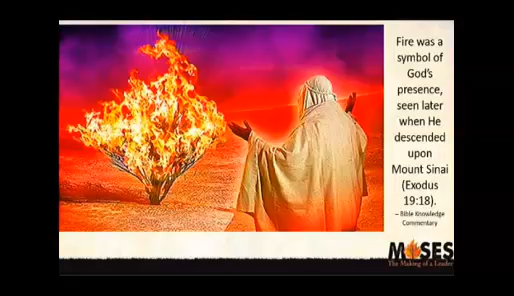 Fire was a
symbol of
God's
presence,
seen later
when He
descended
upon
Mount Sinai
(Exodus
19:18).
– Bible Knowledge
Commentary
MOSES
The Making of a Leader